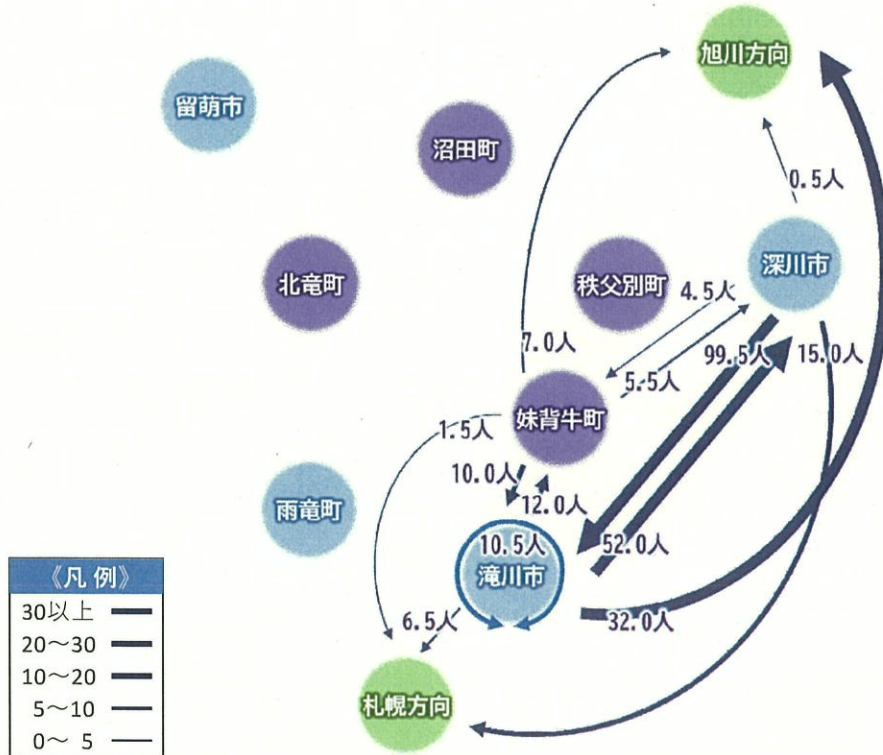 旭川方向
留萌市
沼田町
0.5人
深川市
北竜町
秩父別町
4.5人
7.0人
99.5人
15.0人
5.5人
妹背牛町
1.5人
10.0人
雨竜町
12.0人
10.5人
52.0人
滝川市
6.5人
32.0人
札幌方向
《凡 例》
30以上
20～30
10～20
5～10
0～ 5